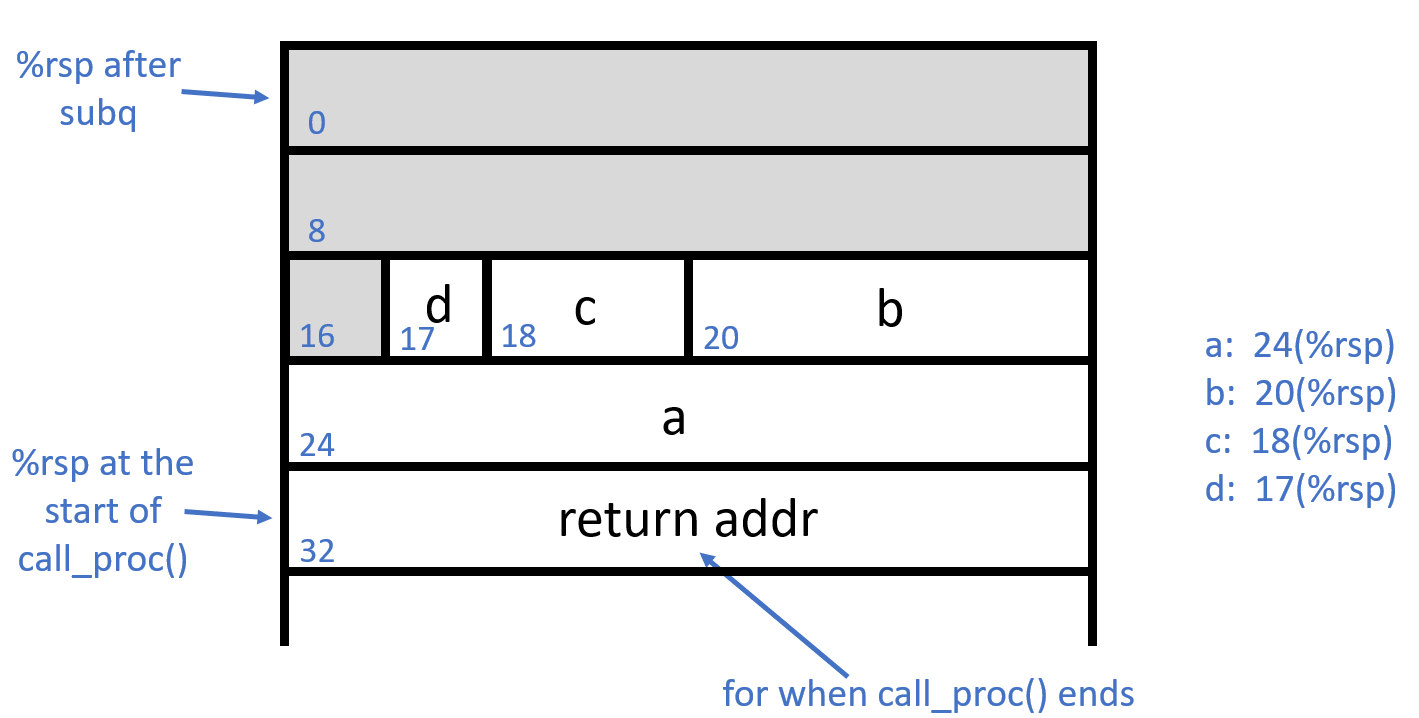 %rsp after
subq
0
8
16
d
17
c
18
b
20
a
24
a: 24(%rsp)
b: 20(%rsp)
c: 18(%rsp)
d: 17(%rsp)
%rsp at the
start of
call_proc()
return addr
32
for when call_proc() ends